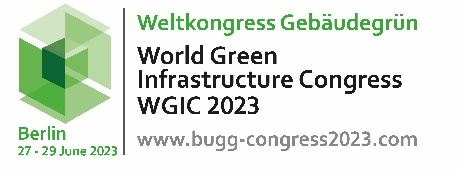 Weltkongress Gebäudegrün
World Green
Infrastructure Congress
WGIC 2023
Berlin
27 - 29 June 2023
www.bugg-congress2023.com